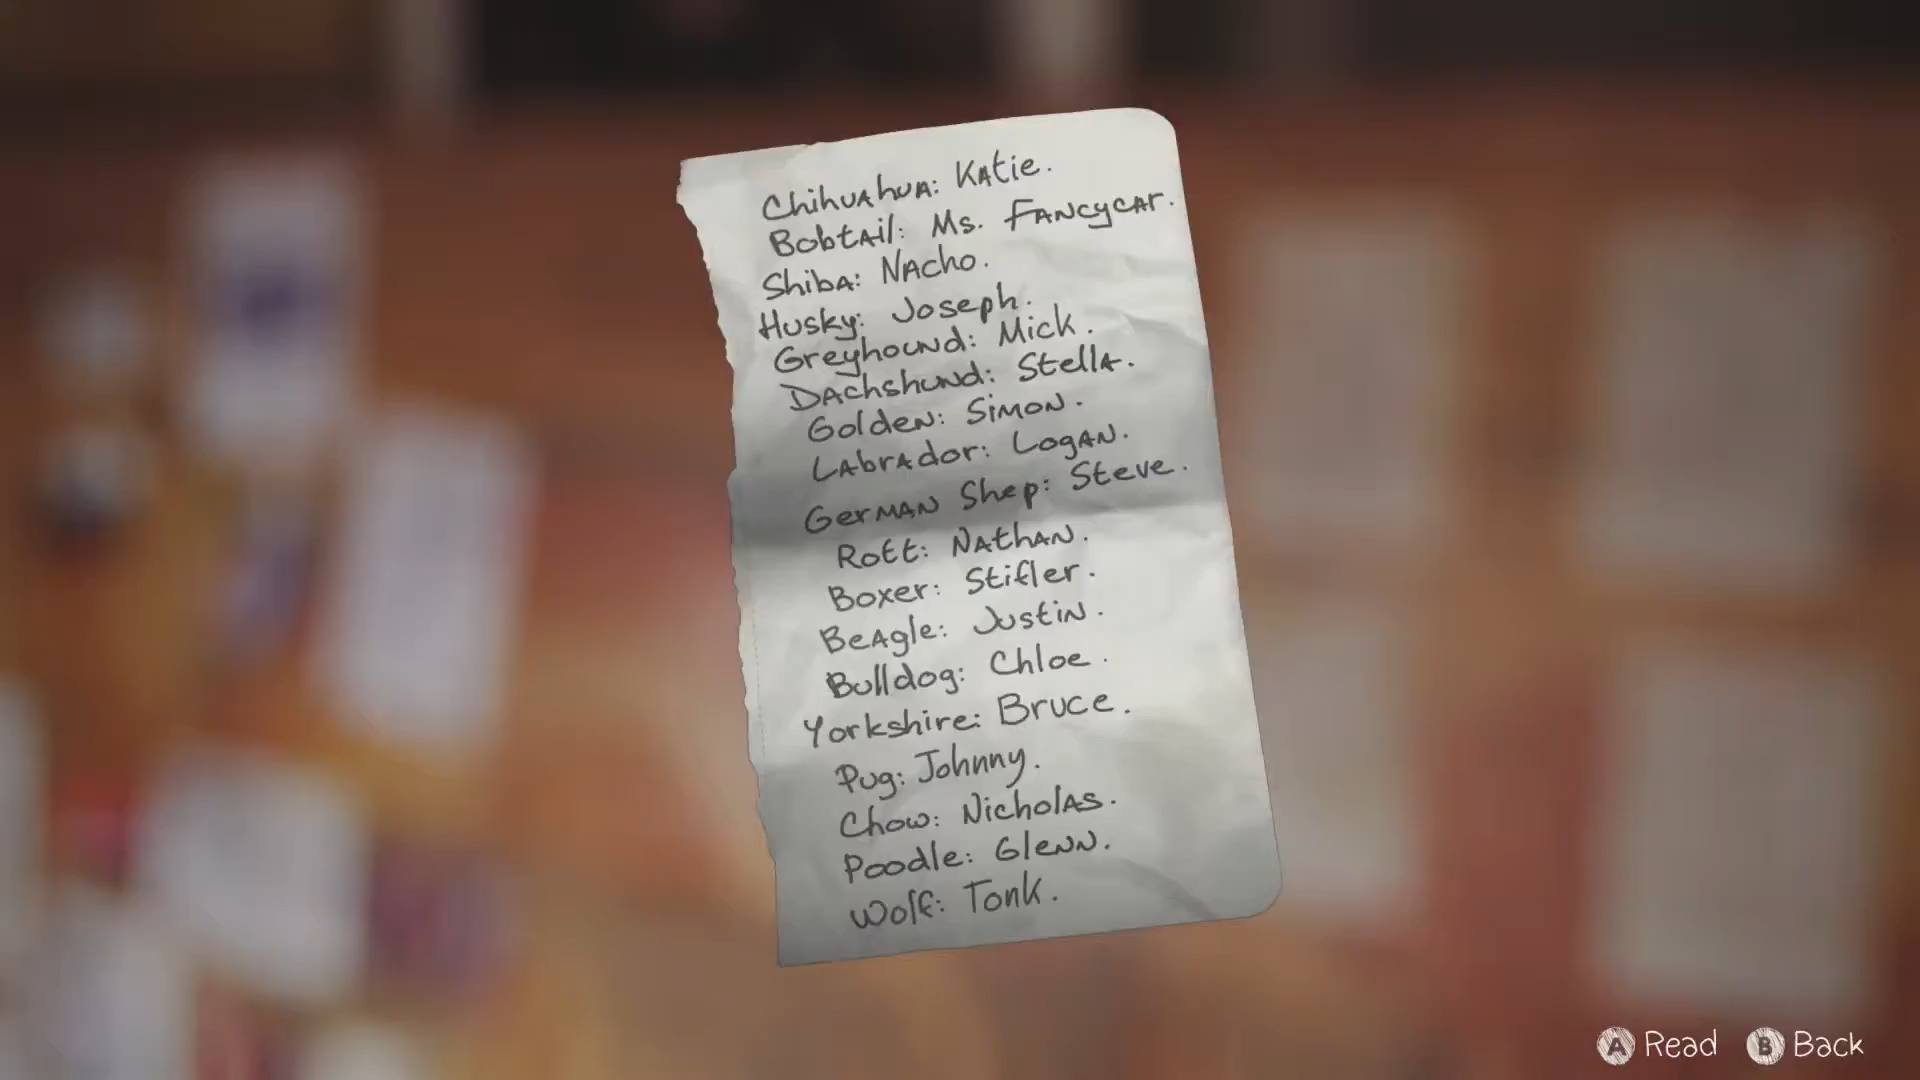 Chihuahua: Katie.
Bobtail: Ms. Fancycar.
Shiba: Nacho.
Husky: Joseph.
Greyhound: Mick.
Dachshund: Stella.
Golden: Simon.
Labrador: Logan.
German Shep: Steve.
Rott: Nathan.
Boxer: Stifler.
Beagle: Justin.
Bulldog: Chloe.
Yorkshire: Bruce.
Pug: Johnny.
Chow: Nicholas.
Poodle: Glenn.
Wolf: Tonk.
A Read B Back